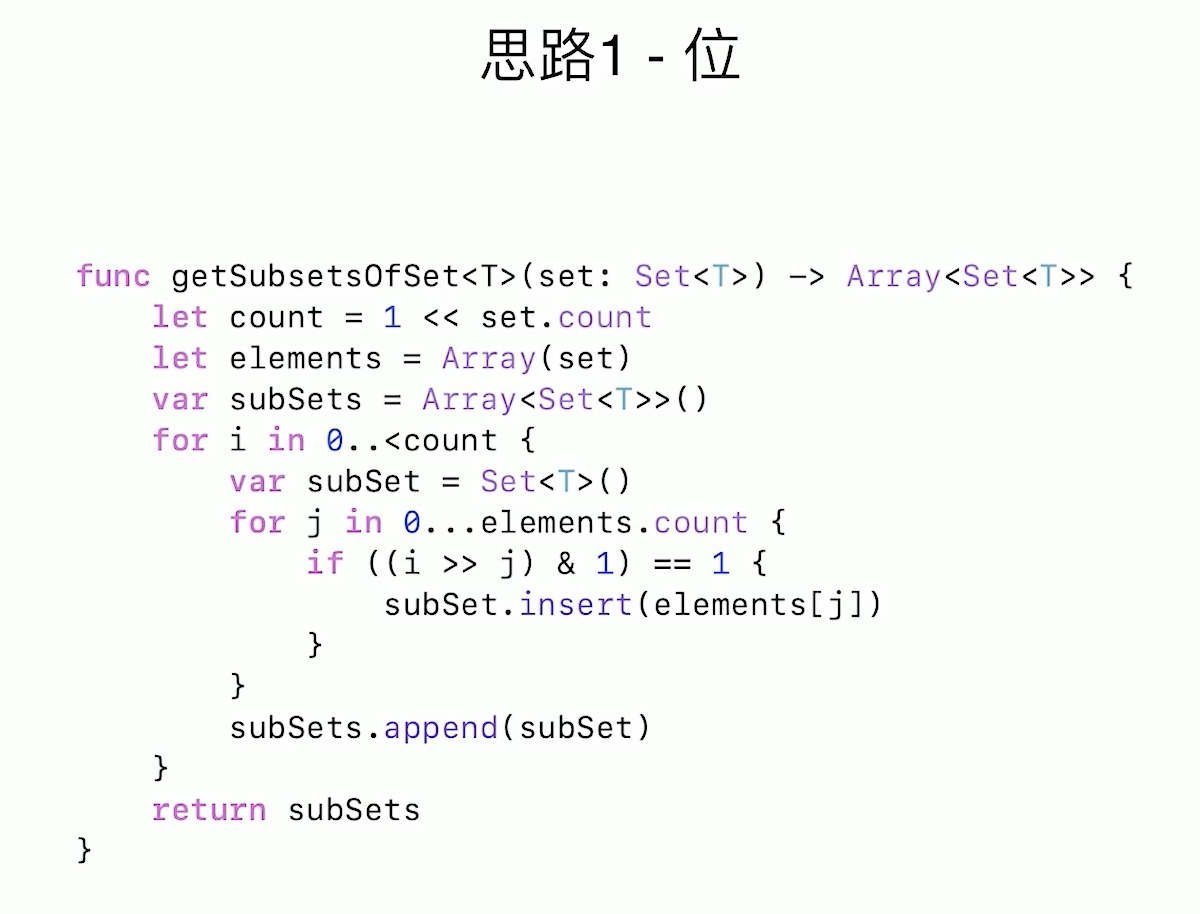 思路1 - 位
func getSubsetsOfSet<T>(set: Set<T>) -> Array<Set<T>> {
    let count = 1 << set.count
    let elements = Array(set)
    var subSets = Array<Set<T>>()
    for i in 0..<count {
        var subSet = Set<T>()
        for j in 0...elements.count {
            if ((i >> j) & 1) == 1 {
                subSet.insert(elements[j])
            }
        }
        subSets.append(subSet)
    }
    return subSets
}